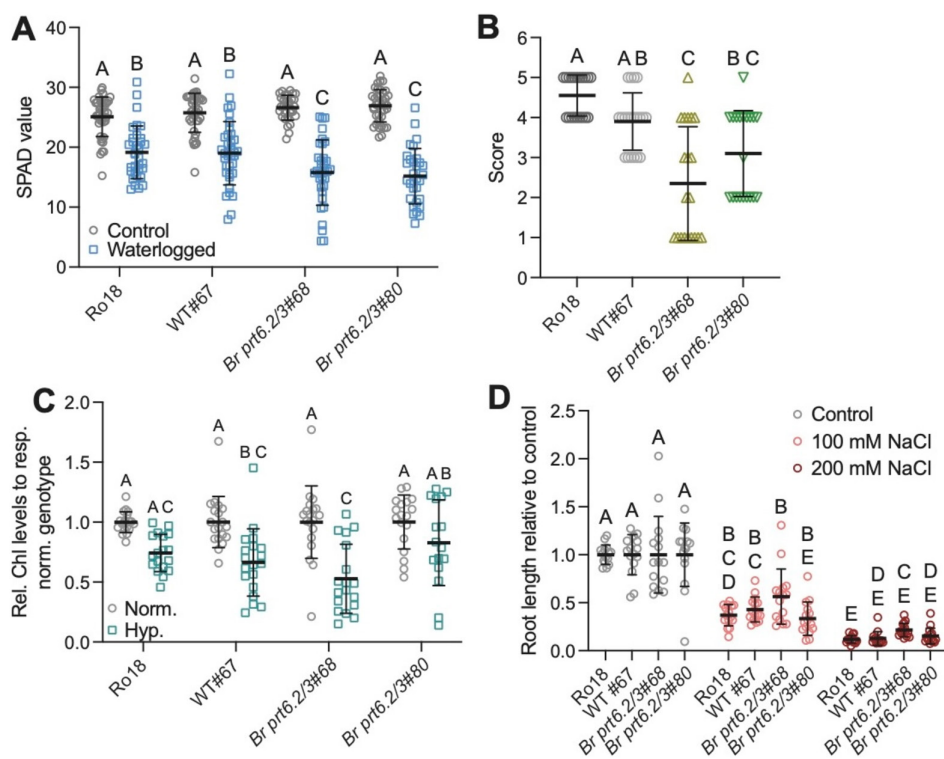 A
SPAD value
40
30
20
10
0
A B A B A C A C
Control
Waterlogged
Ro18
WT#67
Br prt6.2/3#68
Br prt6.2/3#80
B
Score
6
5
4
3
2
1
0
A A B C B C
Ro18
WT#67
Br prt6.2/3#68
Br prt6.2/3#80
C
Rel. Chl levels to resp.
norm. genotype
2.0
1.5
1.0
0.5
0.0
A A C A B C A C A A B
Norm.
Hyp.
Ro18
WT#67
Br prt6.2/3#68
Br prt6.2/3#80
D
Root length relative to control
2.5
2.0
1.5
1.0
0.5
0.0
Control
100 mM NaCl
200 mM NaCl
A A A A
B
C
D
B
C
B
B
E
E
D
E
C
E
D
E
Ro18
WT #67
Br prt6.2/3#68
Br prt6.2/3#80
Ro18
WT #67
Br prt6.2/3#68
Br prt6.2/3#80
Ro18
WT #67
Br prt6.2/3#68
Br prt6.2/3#80